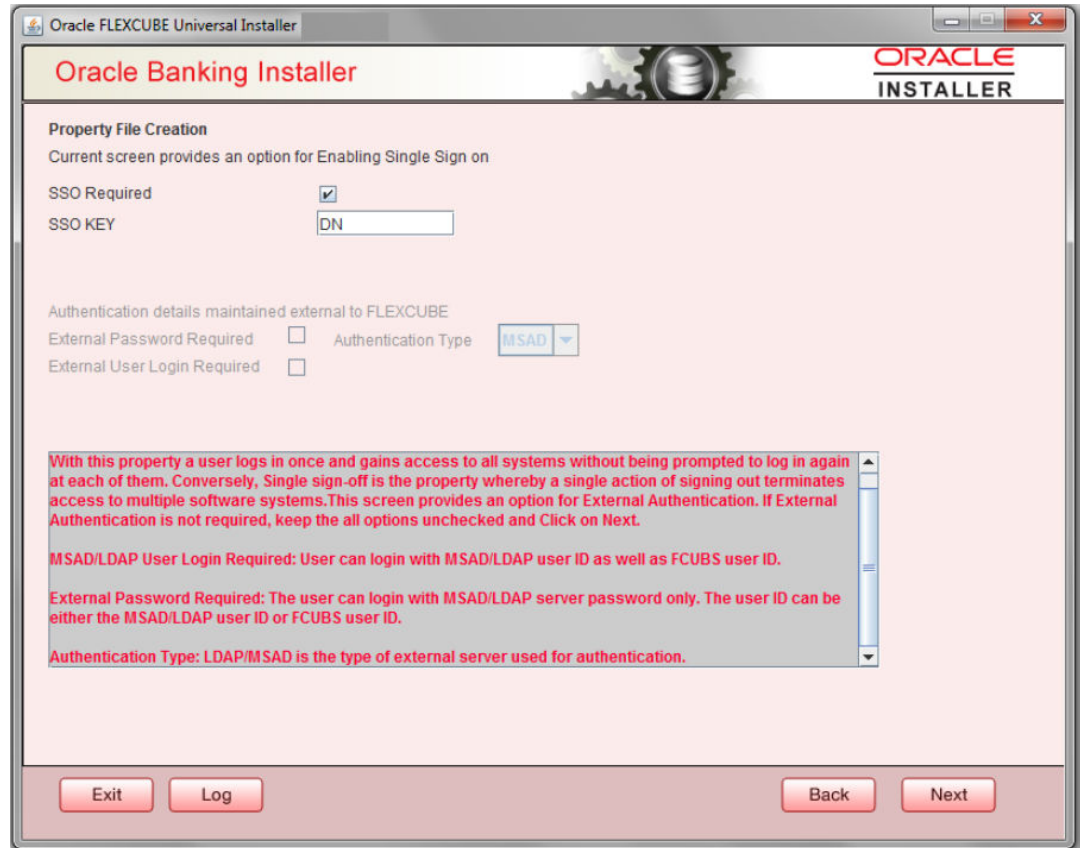 Oracle FLEXCUBE Universal Installer
Oracle Banking Installer
ORACLE
INSTALLER
Property File Creation
Current screen provides an option for Enabling Single Sign on
SSO Required
SSO KEY DN
Authentication details maintained external to FLEXCUBE
External Password Required Authentication Type MSAD
External User Login Required
With this property a user logs in once and gains access to all systems without being prompted to log in again
at each of them. Conversely, Single sign-off is the property whereby a single action of signing out terminates
access to multiple software systems.This screen provides an option for External Authentication. If External
Authentication is not required, keep the all options unchecked and Click on Next.
MSAD/LDAP User Login Required: User can login with MSAD/LDAP user ID as well as FCUBS user ID.
External Password Required: The user can login with MSAD/LDAP server password only. The user ID can be
either the MSAD/LDAP user ID or FCUBS user ID.
Authentication Type: LDAP/MSAD is the type of external server used for authentication.
Exit Log Back Next